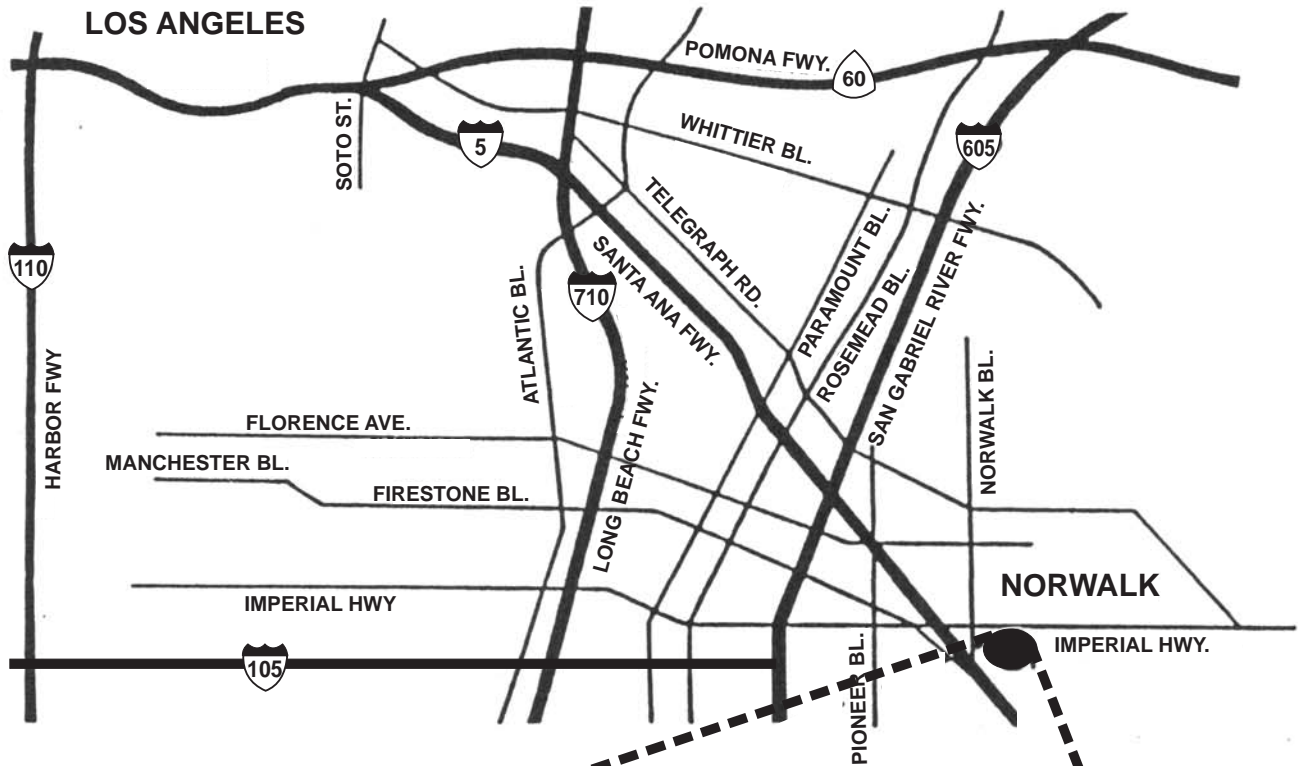 LOS ANGELES
POMONA FWY.
60
SOTO ST.
5
WHITTIER BL.
605
TELEGRAPH RD.
PARAMOUNT BL.
110
710
SANTA ANA FWY.
ATLANTIC BL.
ROSEMEAD BL.
SAN GABRIEL RIVER FWY.
HARBOR FWY
NORWALK BL.
FLORENCE AVE.
LONG BEACH FWY.
MANCHESTER BL.
FIRESTONE BL.
NORWALK
IMPERIAL HWY
IMPERIAL HWY.
105
PIONEER BL.